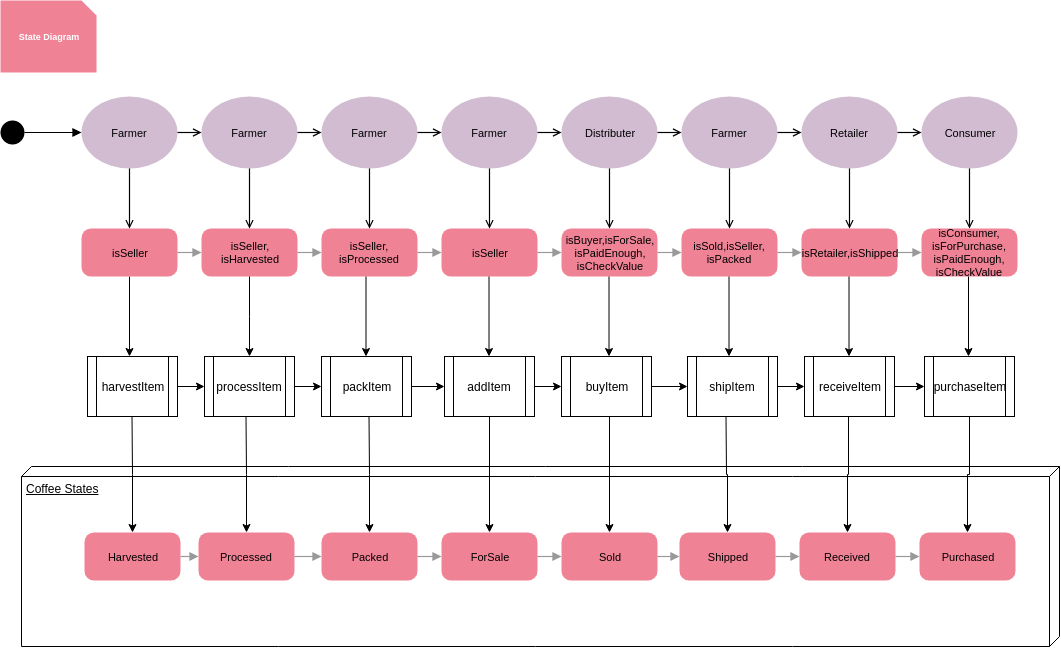 State Diagram
Farmer
Farmer
Farmer
Farmer
Distributer
Farmer
Retailer
Consumer
isSeller
isSeller,
isHarvested
isSeller,
isProcessed
isSeller
isBuyer,isForSale,
isPaidEnough,
isCheckValue
isSold,isSeller,
isPacked
isRetailer,isShipped
isConsumer,
isForPurchase,
isPaidEnough,
isCheckValue
harvestItem
processItem
packItem
addItem
buyItem
shipItem
receiveItem
purchaseItem
Coffee States
Harvested
Processed
Packed
ForSale
Sold
Shipped
Received
Purchased